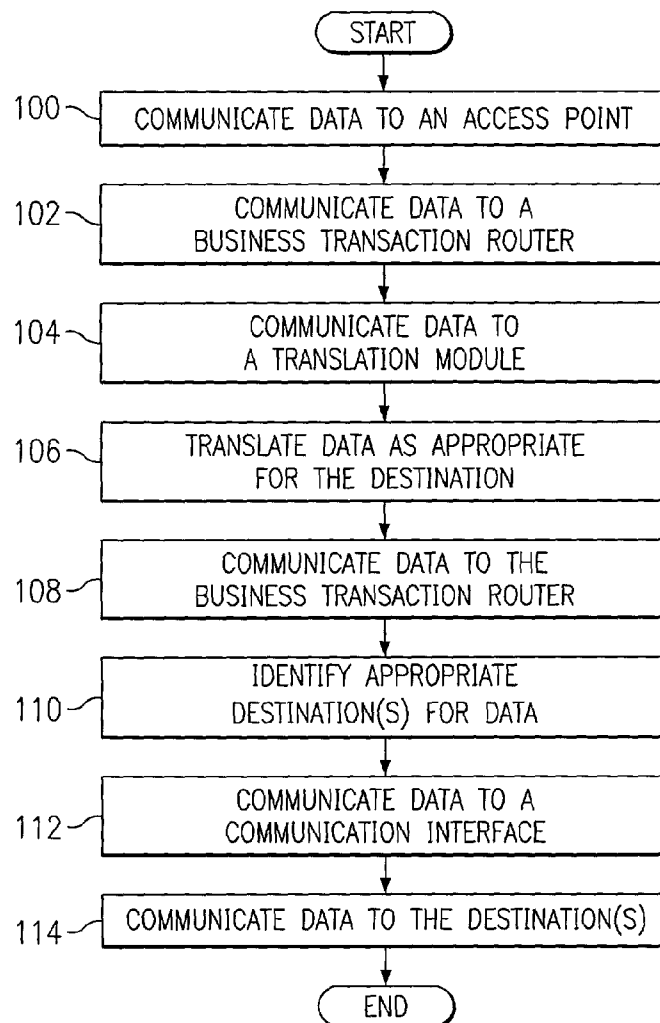 START
100
COMMUNICATE DATA TO AN ACCESS POINT
102
COMMUNICATE DATA TO A
BUSINESS TRANSACTION ROUTER
104
COMMUNICATE DATA TO
A TRANSLATION MODULE
106
TRANSLATE DATA AS APPROPRIATE
FOR THE DESTINATION
108
COMMUNICATE DATA TO THE
BUSINESS TRANSACTION ROUTER
110
IDENTIFY APPROPRIATE
DESTINATION(S) FOR DATA
112
COMMUNICATE DATA TO A
COMMUNICATION INTERFACE
114
COMMUNICATE DATA TO THE DESTINATION(S)
END